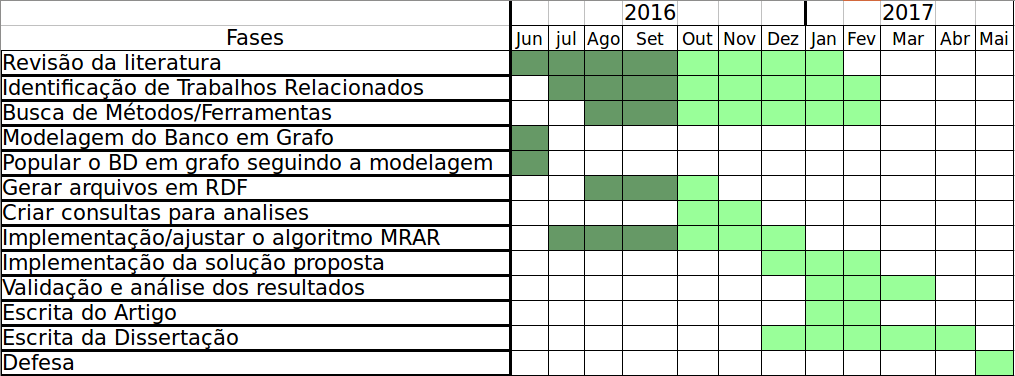 2016 2017
Fases Jun jul Ago Set Out Nov Dez Jan Fev Mar Abr Mai
Revisão da literatura
Identificação de Trabalhos Relacionados
Busca de Métodos/Ferramentas
Modelagem do Banco em Grafo
Popular o BD em grafo seguindo a modelagem
Gerar arquivos em RDF
Criar consultas para analises
Implementação/ajustar o algoritmo MRAR
Implementação da solução proposta
Validação e análise dos resultados
Escrita do Artigo
Escrita da Dissertação
Defesa